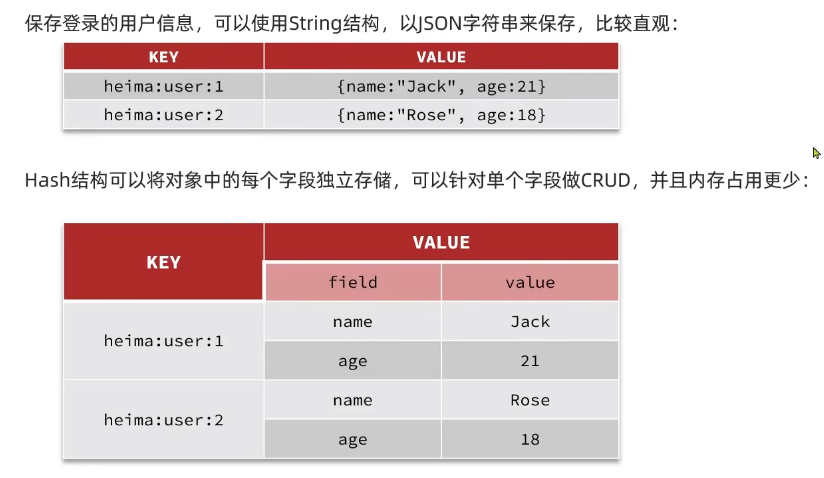 保存登录的用户信息，可以使用String结构，以JSON字符串来保存，比较直观：
KEY VALUE
heima:user:1 {name:"Jack", age:21}
heima:user:2 {name:"Rose", age:18}
Hash结构可以将对象中的每个字段独立存储，可以针对单个字段做CRUD，并且内存占用更少：
KEY VALUE
field value
heima:user:1 name Jack
age 21
heima:user:2 name Rose
age 18